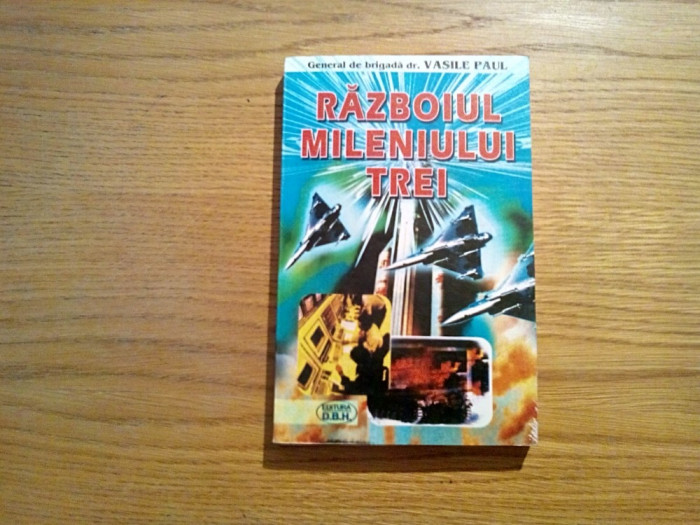 General de brigadă dr. VASILE PAUL
RĂZBOIUL
MILENIULUI
TREI
EDITURA
D.B.H.